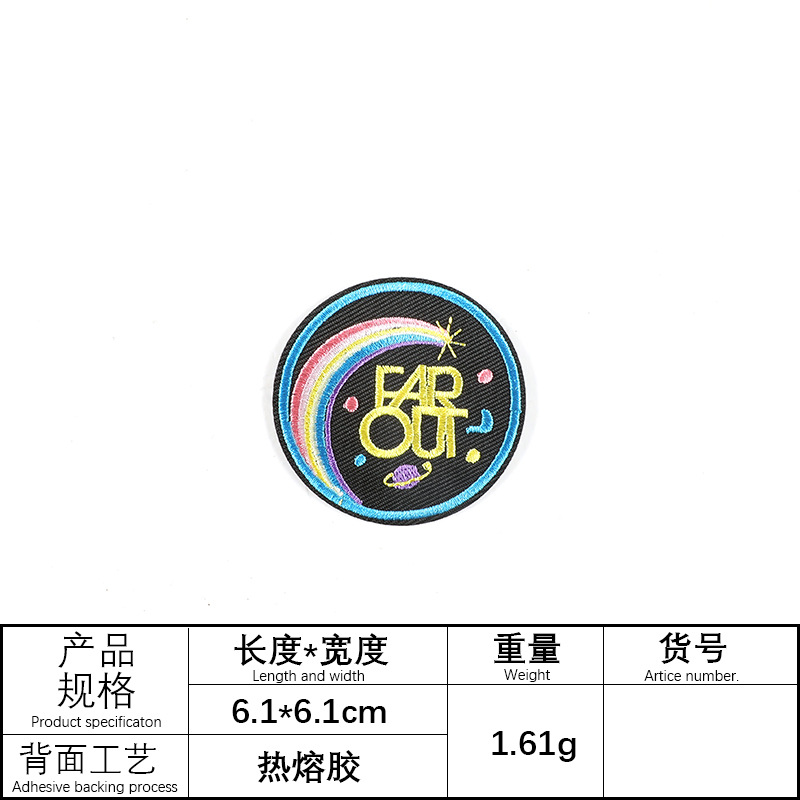 FAR
OUT
产品
规格
Product specificaton
长度*宽度
Length and width
重量
Weight
货号
Artice number.
6.1*6.1cm
1.61g
背面工艺
Adhesive backing process
热熔胶